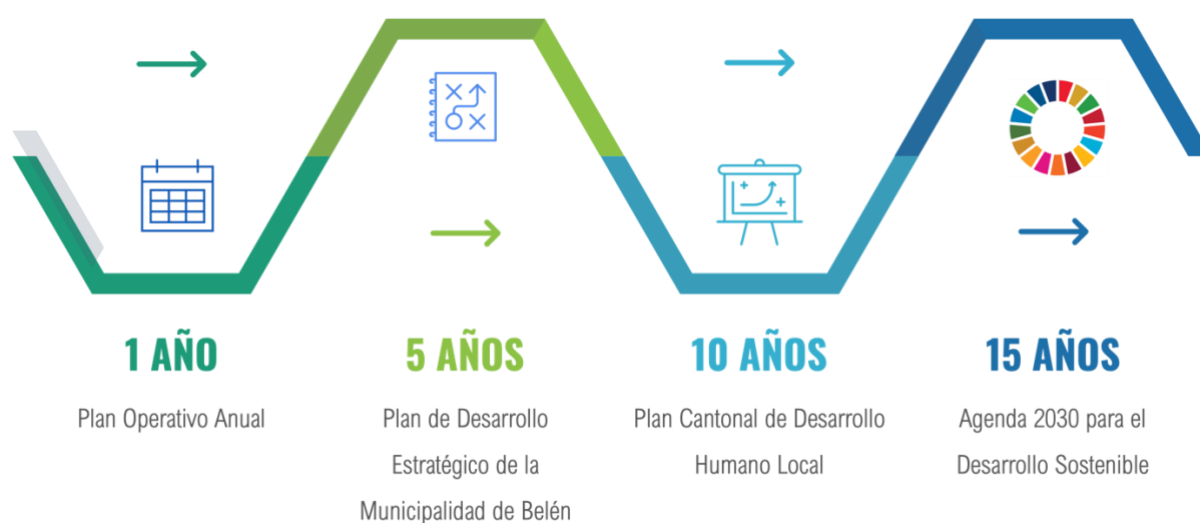 1 AÑO
Plan Operativo Anual
5 AÑOS
Plan de Desarrollo
Estratégico de la
Municipalidad de Belén
10 AÑOS
Plan Cantonal de Desarrollo
Humano Local
15 AÑOS
Agenda 2030 para el
Desarrollo Sostenible